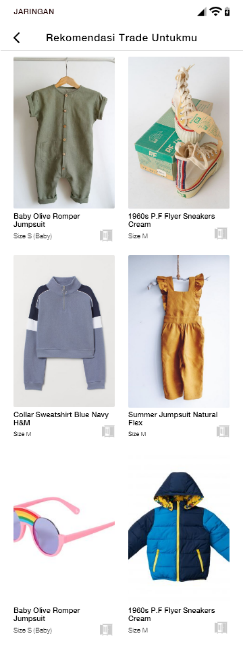 JARINGAN
Rekomendasi Trade Untukmu
Baby Olive Romper
Jumpsuit
Size S (Baby)
1960s P.F Flyer Sneakers
Cream
Size M
Collar Sweatshirt Blue Navy
H&M
Size M
Summer Jumpsuit Natural
Flex
Size M
Baby Olive Romper
Jumpsuit
Size S (Baby)
1960s P.F Flyer Sneakers
Cream
Size M